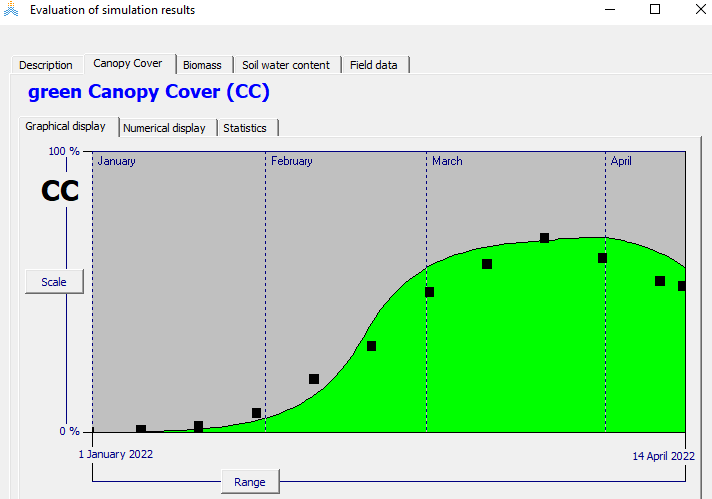 Evaluation of simulation results
Description Canopy Cover Biomass Soil water content Field data
green Canopy Cover (CC)
Graphical display Numerical display Statistics
100 %
January February March April
CC
Scale
0 %
1 January 2022 14 April 2022
Range